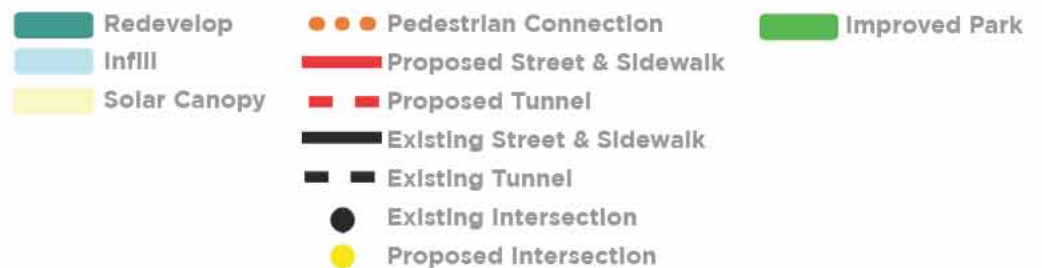 Redevelop
Infill
Solar Canopy
Pedestrian Connection
Proposed Street & Sidewalk
Proposed Tunnel
Existing Street & Sidewalk
Existing Tunnel
Existing Intersection
Proposed Intersection
Improved Park